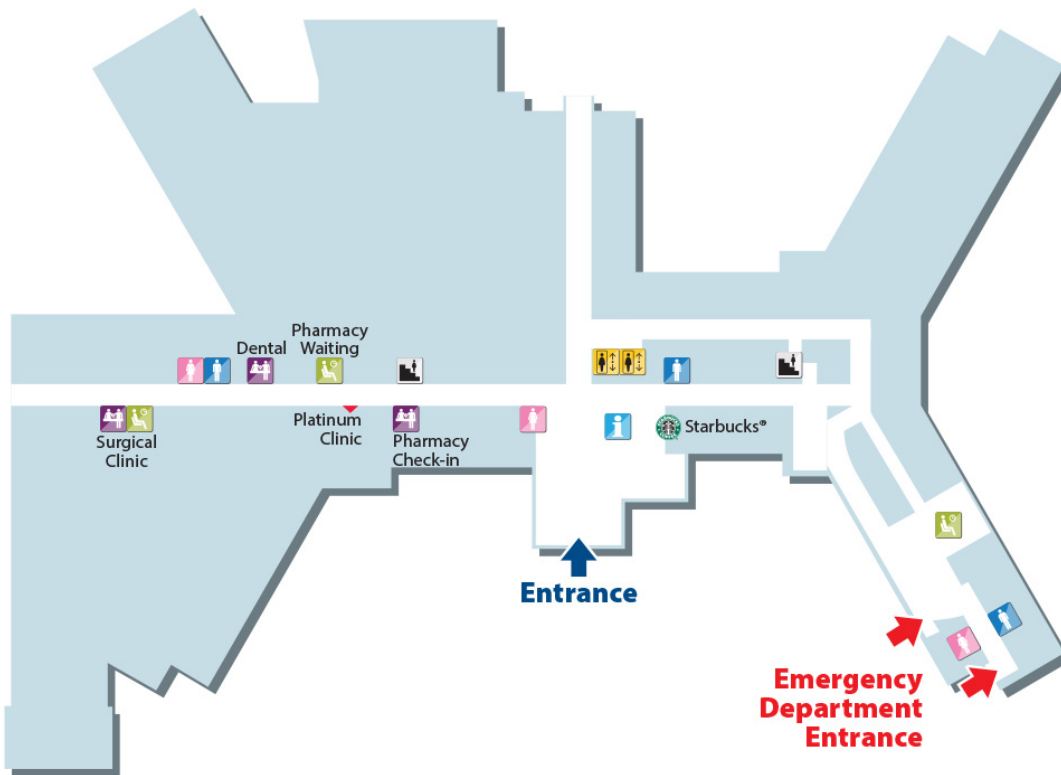 Pharmacy
Waiting
Dental
Surgical
Clinic
Platinum
Clinic
Pharmacy
Check-in
Starbucks®
Entrance
Emergency
Department
Entrance